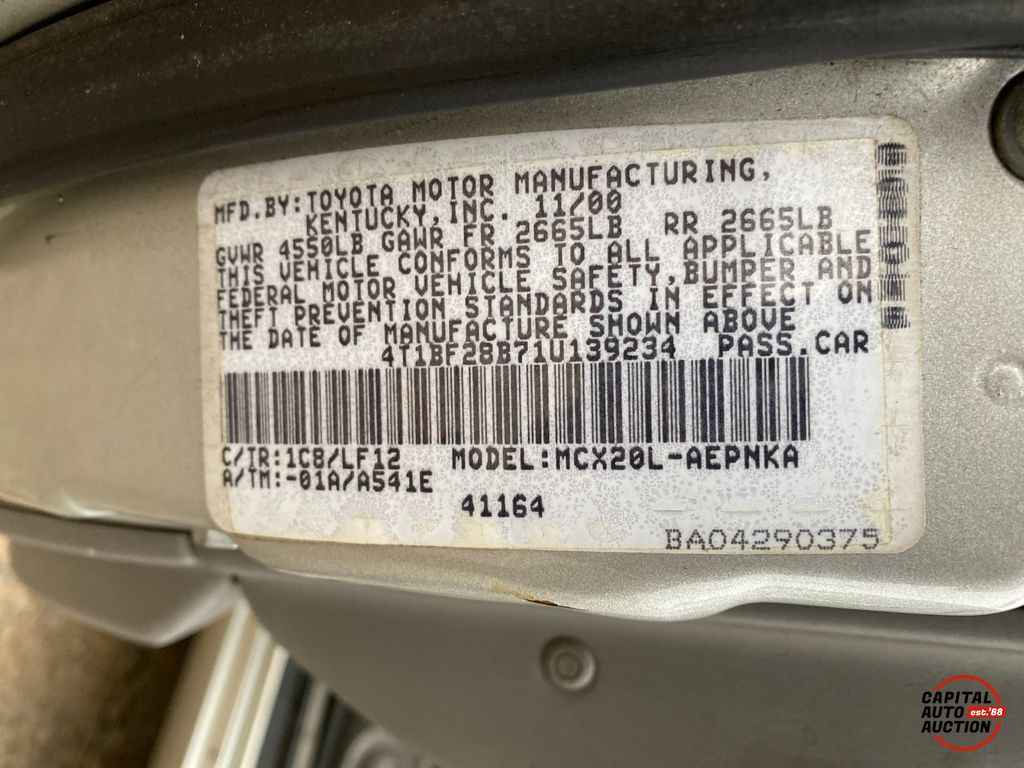 MFD.BY:TOYOTA MOTOR MANUFACTURING,
KENTUCKY,INC. 11/00
GVWR 4550LB GAWR FR 2665LB RR 2665LB
THIS VEHICLE CONFORMS TO ALL APPLICABLE
FEDERAL MOTOR VEHICLE SAFETY,BUMPER AND
THEFT PREVENTION STANDARDS IN EFFECT ON
THE DATE OF MANUFACTURE SHOWN ABOVE
4T1BF28B71U139234 PASS.CAR
C/TR:1C8/LF12 MODEL:MCX20L-AEPNKA
A/TM:-01A/A541E
41164
BA04290375
CAPITAL
AUTO est.'88
AUCTION